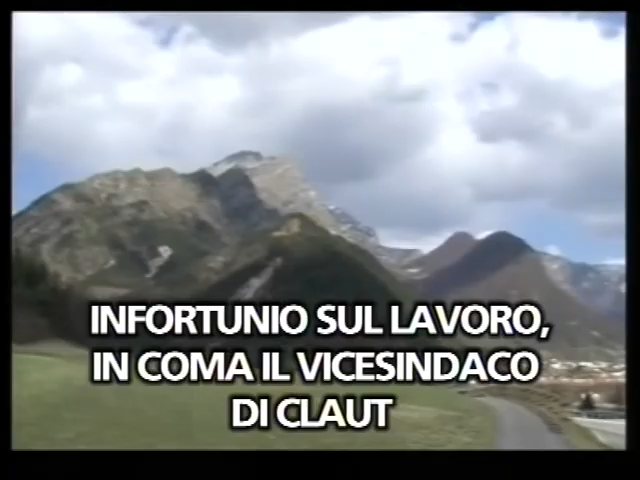 INFORTUNIO SUL LAVORO,
IN COMA IL VICESINDACO
DI CLAUT